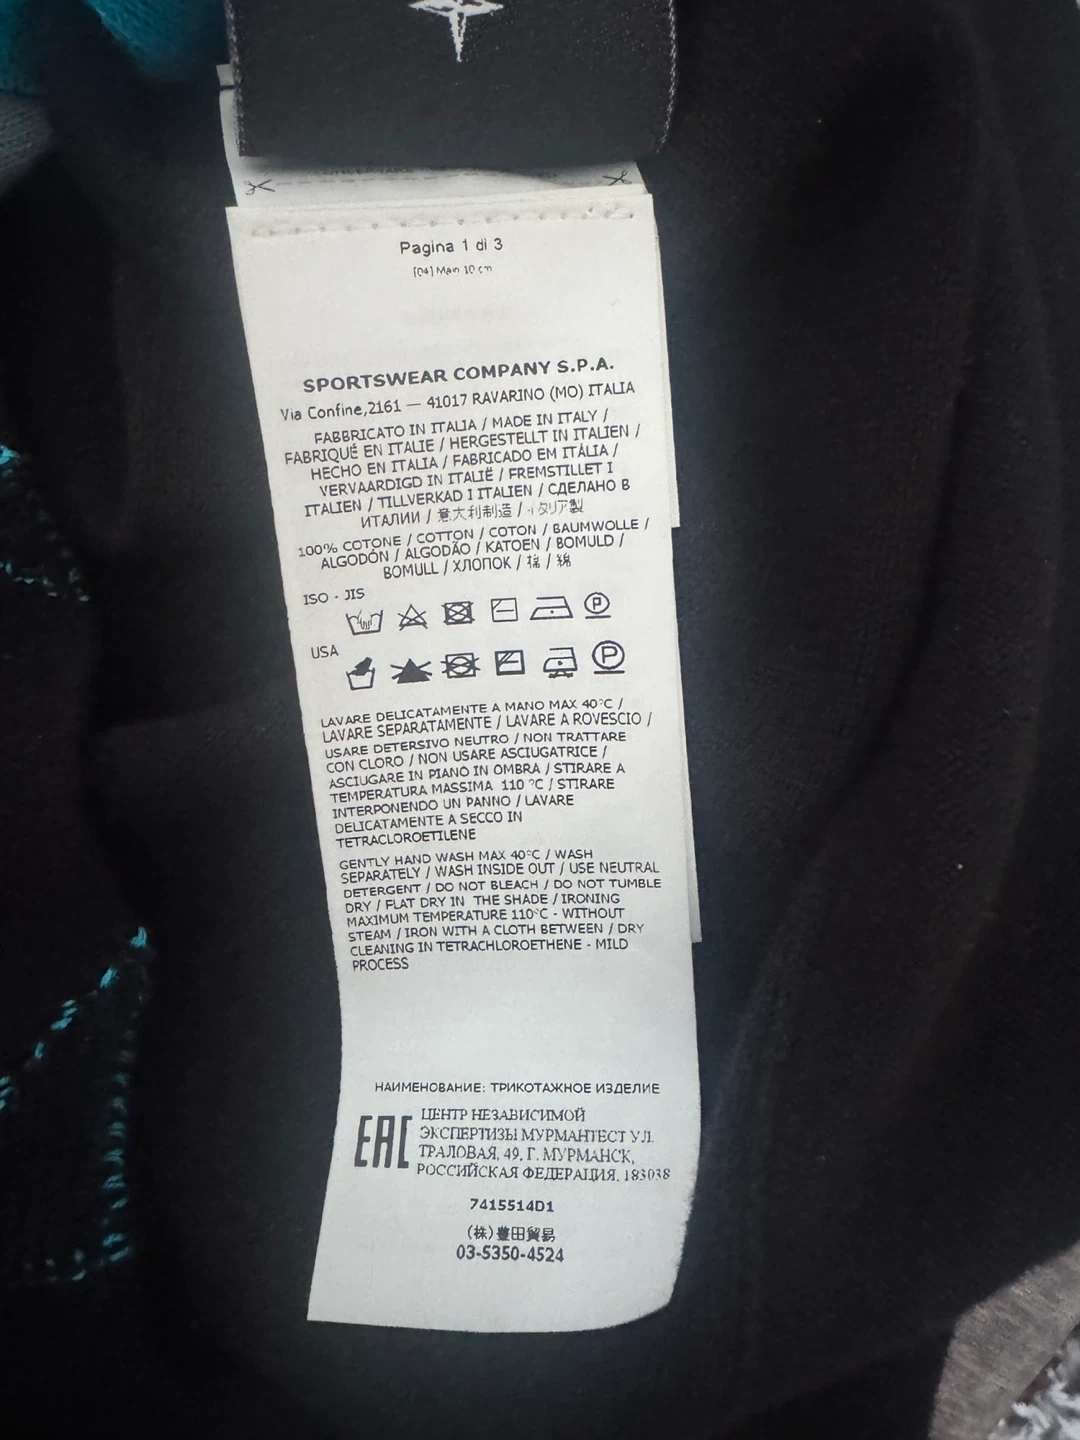 Pagina 1 di 3
[04] Main 10 cm
SPORTSWEAR COMPANY S.P.A.
Via Confine,2161 — 41017 RAVARINO (MO) ITALIA
FABBRICATO IN ITALIA / MADE IN ITALY /
FABRIQUÉ EN ITALIE / HERGESTELLT IN ITALIEN /
HECHO EN ITALIA / FABRICADO EM ITÁLIA /
VERVAARDIGD IN ITALIË / FREMSTILLET I
ITALIEN / TILLVERKAD I ITALIEN / СДЕЛАНО В
ИТАЛИИ / 意大利制造 / イタリア製
100% COTONE / COTTON / COTON / BAUMWOLLE /
ALGODÓN / ALGODÃO / KATOEN / BOMULD /
BOMULL / ХЛОПОК / 棉 / 綿
ISO - JIS
P
USA
P
LAVARE DELICATAMENTE A MANO MAX 40°C /
LAVARE SEPARATAMENTE / LAVARE A ROVESCIO /
USARE DETERSIVO NEUTRO / NON TRATTARE
CON CLORO / NON USARE ASCIUGATRICE /
ASCIUGARE IN PIANO IN OMBRA / STIRARE A
TEMPERATURA MASSIMA 110 °C / STIRARE
INTERPONENDO UN PANNO / LAVARE
DELICATAMENTE A SECCO IN
TETRACLOROETILENE
GENTLY HAND WASH MAX 40°C / WASH
SEPARATELY / WASH INSIDE OUT / USE NEUTRAL
DETERGENT / DO NOT BLEACH / DO NOT TUMBLE
DRY / FLAT DRY IN THE SHADE / IRONING
MAXIMUM TEMPERATURE 110°C - WITHOUT
STEAM / IRON WITH A CLOTH BETWEEN / DRY
CLEANING IN TETRACHLOROETHENE - MILD
PROCESS
НАИМЕНОВАНИЕ: ТРИКОТАЖНОЕ ИЗДЕЛИЕ
EAC
ЦЕНТР НЕЗАВИСИМОЙ
ЭКСПЕРТИЗЫ МУРМАНТЕСТ УЛ.
ТРАЛОВАЯ, 49, Г. МУРМАНСК,
РОССИЙСКАЯ ФЕДЕРАЦИЯ, 183038
7415514D1
(株)豊田貿易
03-5350-4524